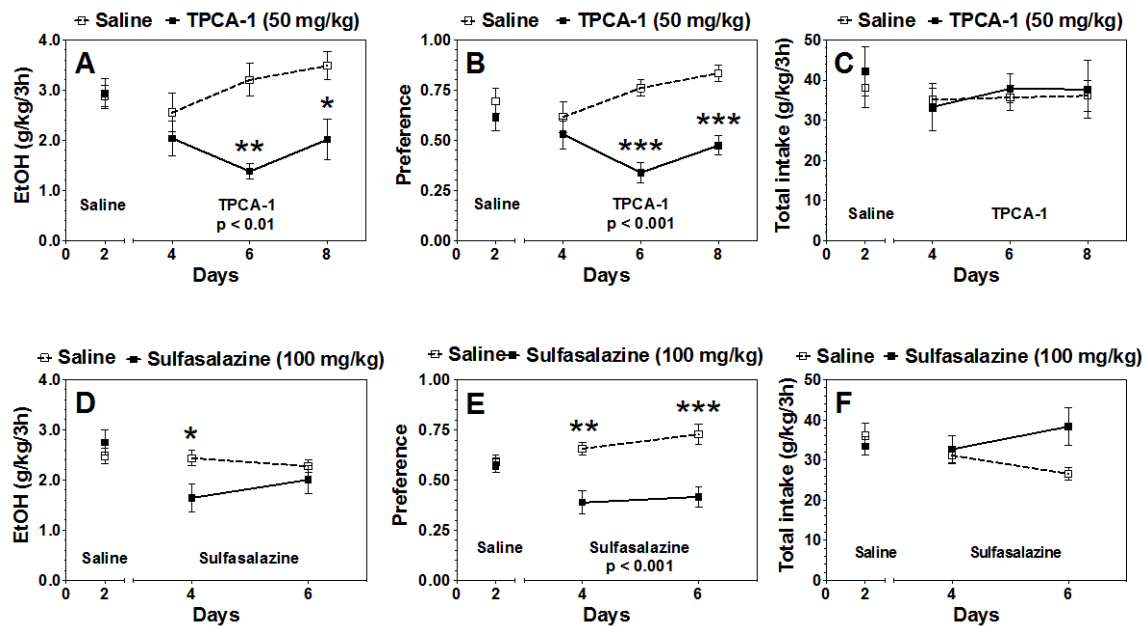 Saline TPCA-1 (50 mg/kg)
A
EtOH (g/kg/3h)
4.0
3.0
2.0
1.0
0.0
**
*
Saline
TPCA-1
p < 0.01
0 2 4 6 8
Days
Saline TPCA-1 (50 mg/kg)
B
Preference
1.00
0.75
0.50
0.25
0.00
***
***
Saline
TPCA-1
p < 0.001
0 2 4 6 8
Days
Saline TPCA-1 (50 mg/kg)
C
Total intake (g/kg/3h)
50
40
30
20
10
0
Saline
TPCA-1
0 2 4 6 8
Days
Saline Sulfasalazine (100 mg/kg)
D
EtOH (g/kg/3h)
4.0
3.0
2.0
1.0
0.0
*
Saline
Sulfasalazine
0 2 4 6
Days
Saline Sulfasalazine (100 mg/kg)
E
Preference
1.00
0.75
0.50
0.25
0.00
**
***
Saline
Sulfasalazine
p < 0.001
0 2 4 6
Days
Saline Sulfasalazine (100 mg/kg)
F
Total intake (g/kg/3h)
50
40
30
20
10
0
Saline
Sulfasalazine
0 2 4 6
Days